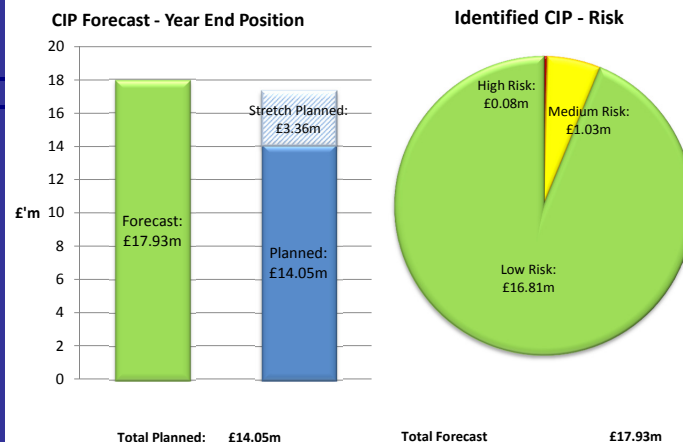 CIP Forecast - Year End Position
£'m
20
18
16
14
12
10
8
6
4
2
0
Forecast:
£17.93m
Stretch Planned:
£3.36m
Planned:
£14.05m
Total Planned: £14.05m
Identified CIP - Risk
High Risk:
£0.08m
Medium Risk:
£1.03m
Low Risk:
£16.81m
Total Forecast £17.93m